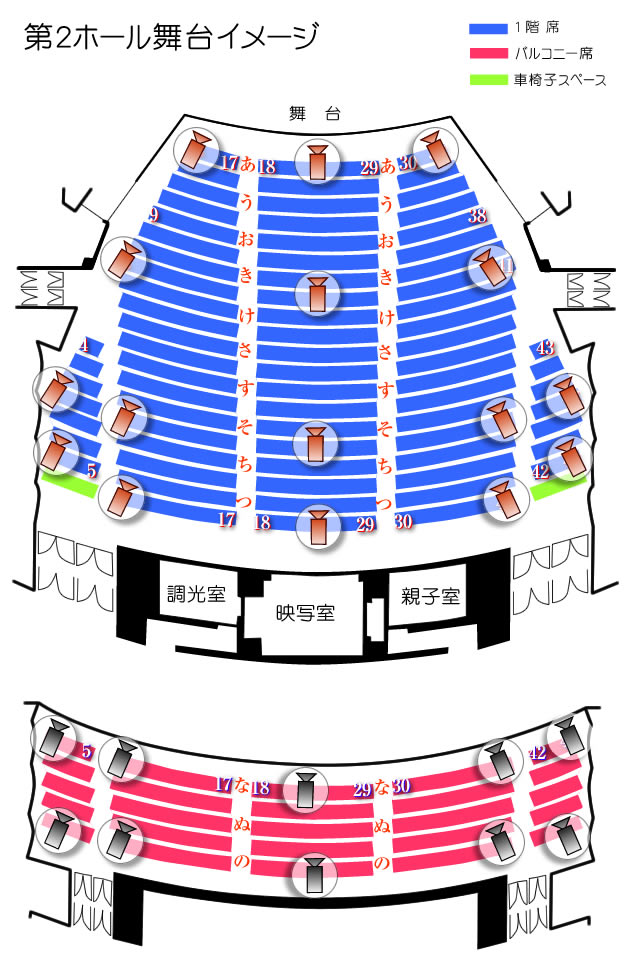 第2ホール舞台イメージ
1階 席
バルコニー席
車椅子スペース
舞 台
17 あ 18 29 あ 30
う う
9 38
お お
き き
け け
4 43
さ さ
す す
そ そ
5 ち ち 42
つ つ
17 18 29 30
調光室 映写室 親子室
5 42
17 な 18 29 な 30
ぬ ぬ
の の